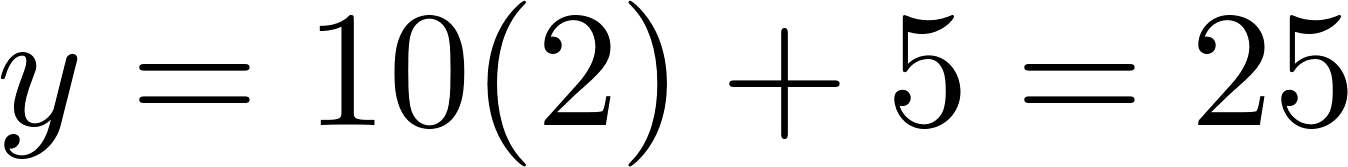 y = 10(2) + 5 = 25